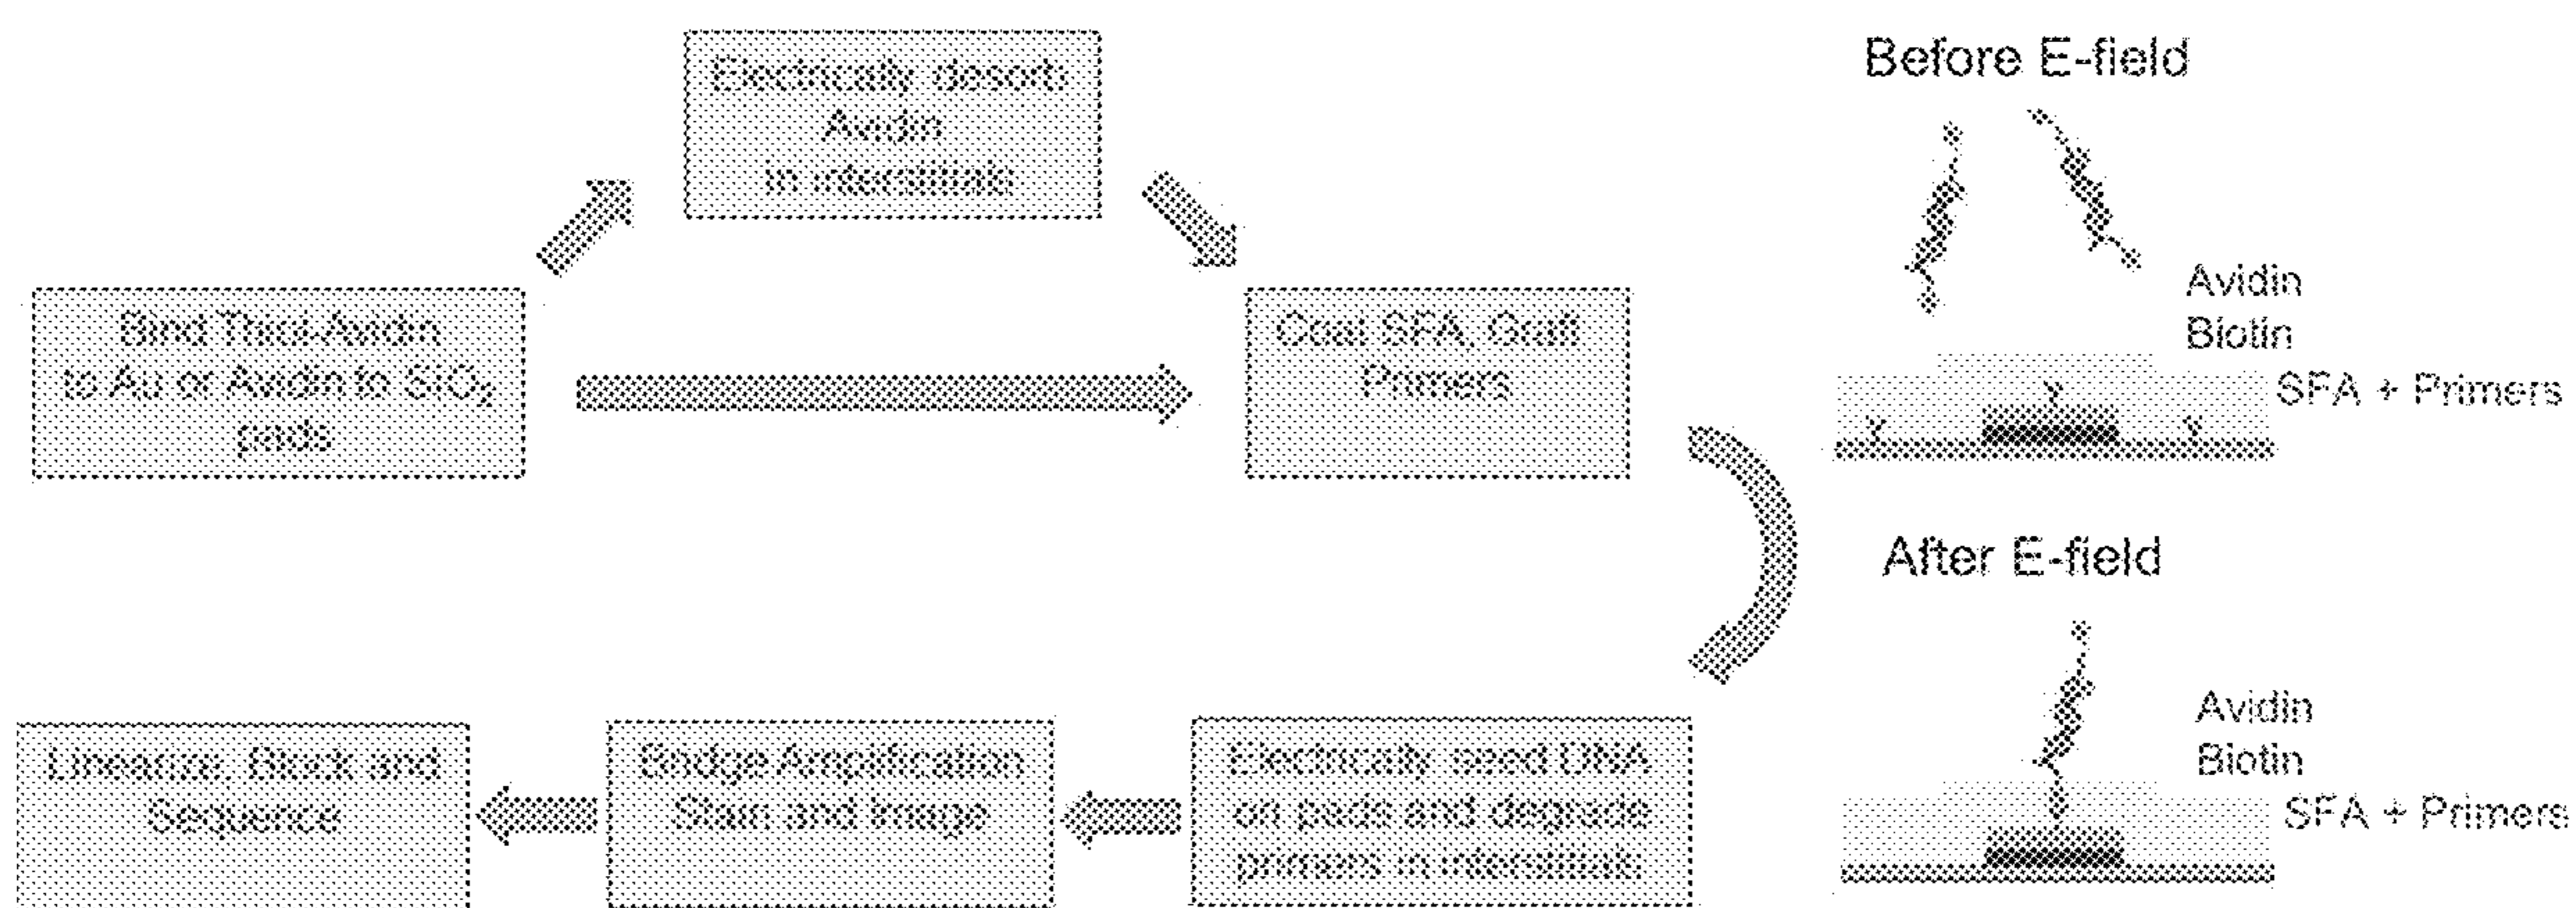 Electrically desorb
Avidin
in interstitial
Bind Thiol-Avidin
to Au or Avidin to SiO₂
pads
Coat SFA, Graft
Primers
Electrically seed DNA
on pads and degrade
primers in interstitial
Bridge Amplification
Stain and Image
Linearize, Block and
Sequence
Before E-field
Avidin
Biotin
SFA + Primers
After E-field
Avidin
Biotin
SFA + Primers